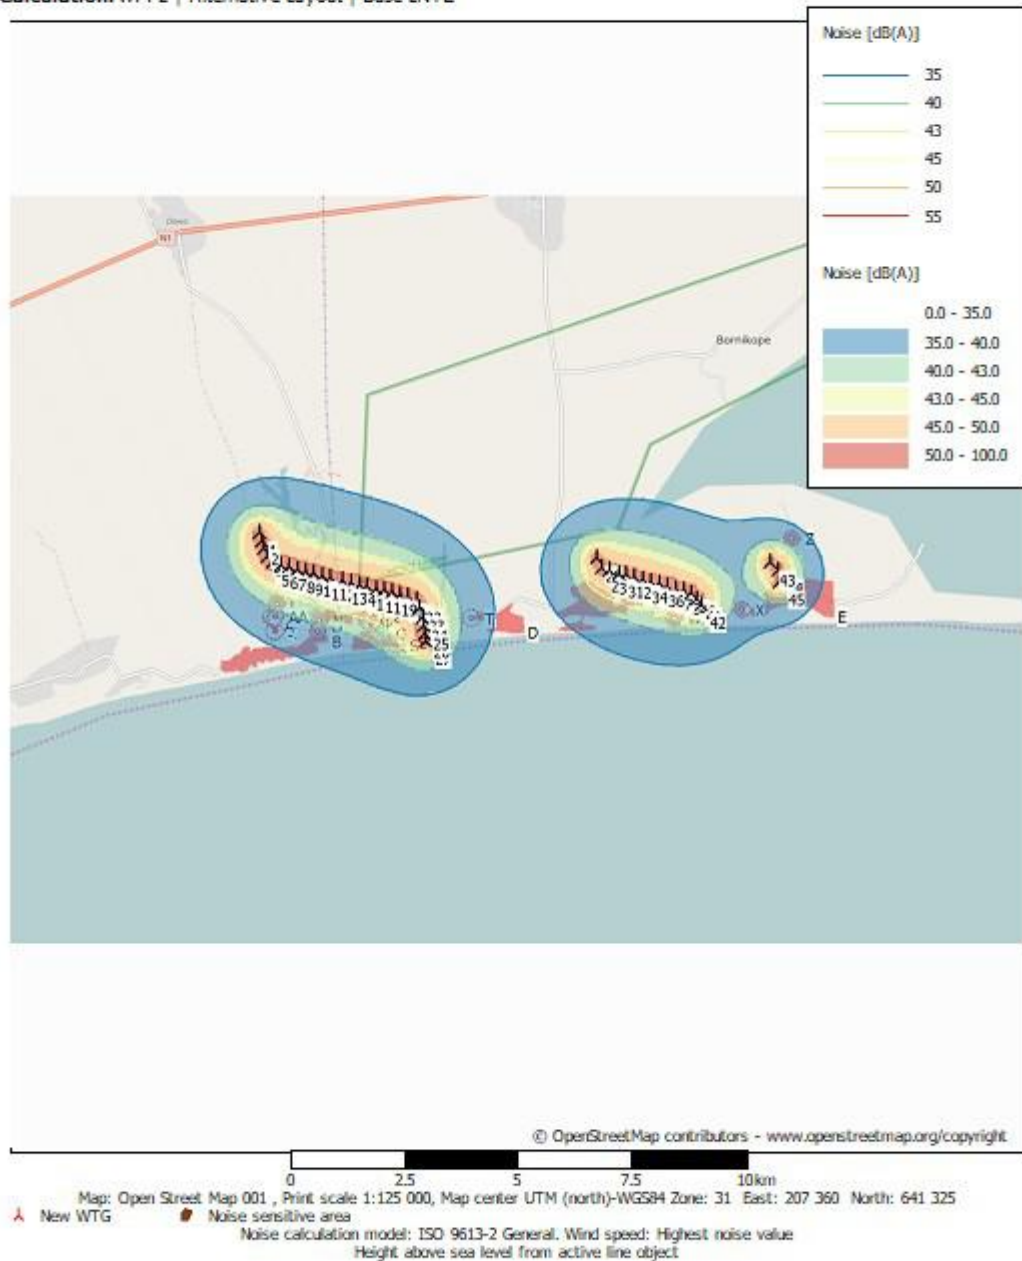 Noise [dB(A)]
35
40
43
45
50
55
Noise [dB(A)]
0.0 - 35.0
35.0 - 40.0
40.0 - 43.0
43.0 - 45.0
45.0 - 50.0
50.0 - 100.0
N1
Bornikope
Z
43
45
X
E
42
T
D
AA
B
25
© OpenStreetMap contributors - www.openstreetmap.org/copyright
0 2.5 5 7.5 10km
Map: Open Street Map 001 , Print scale 1:125 000, Map center UTM (north)-WGS84 Zone: 31 East: 207 360 North: 641 325
New WTG Noise sensitive area
Noise calculation model: ISO 9613-2 General. Wind speed: Highest noise value
Height above sea level from active line object